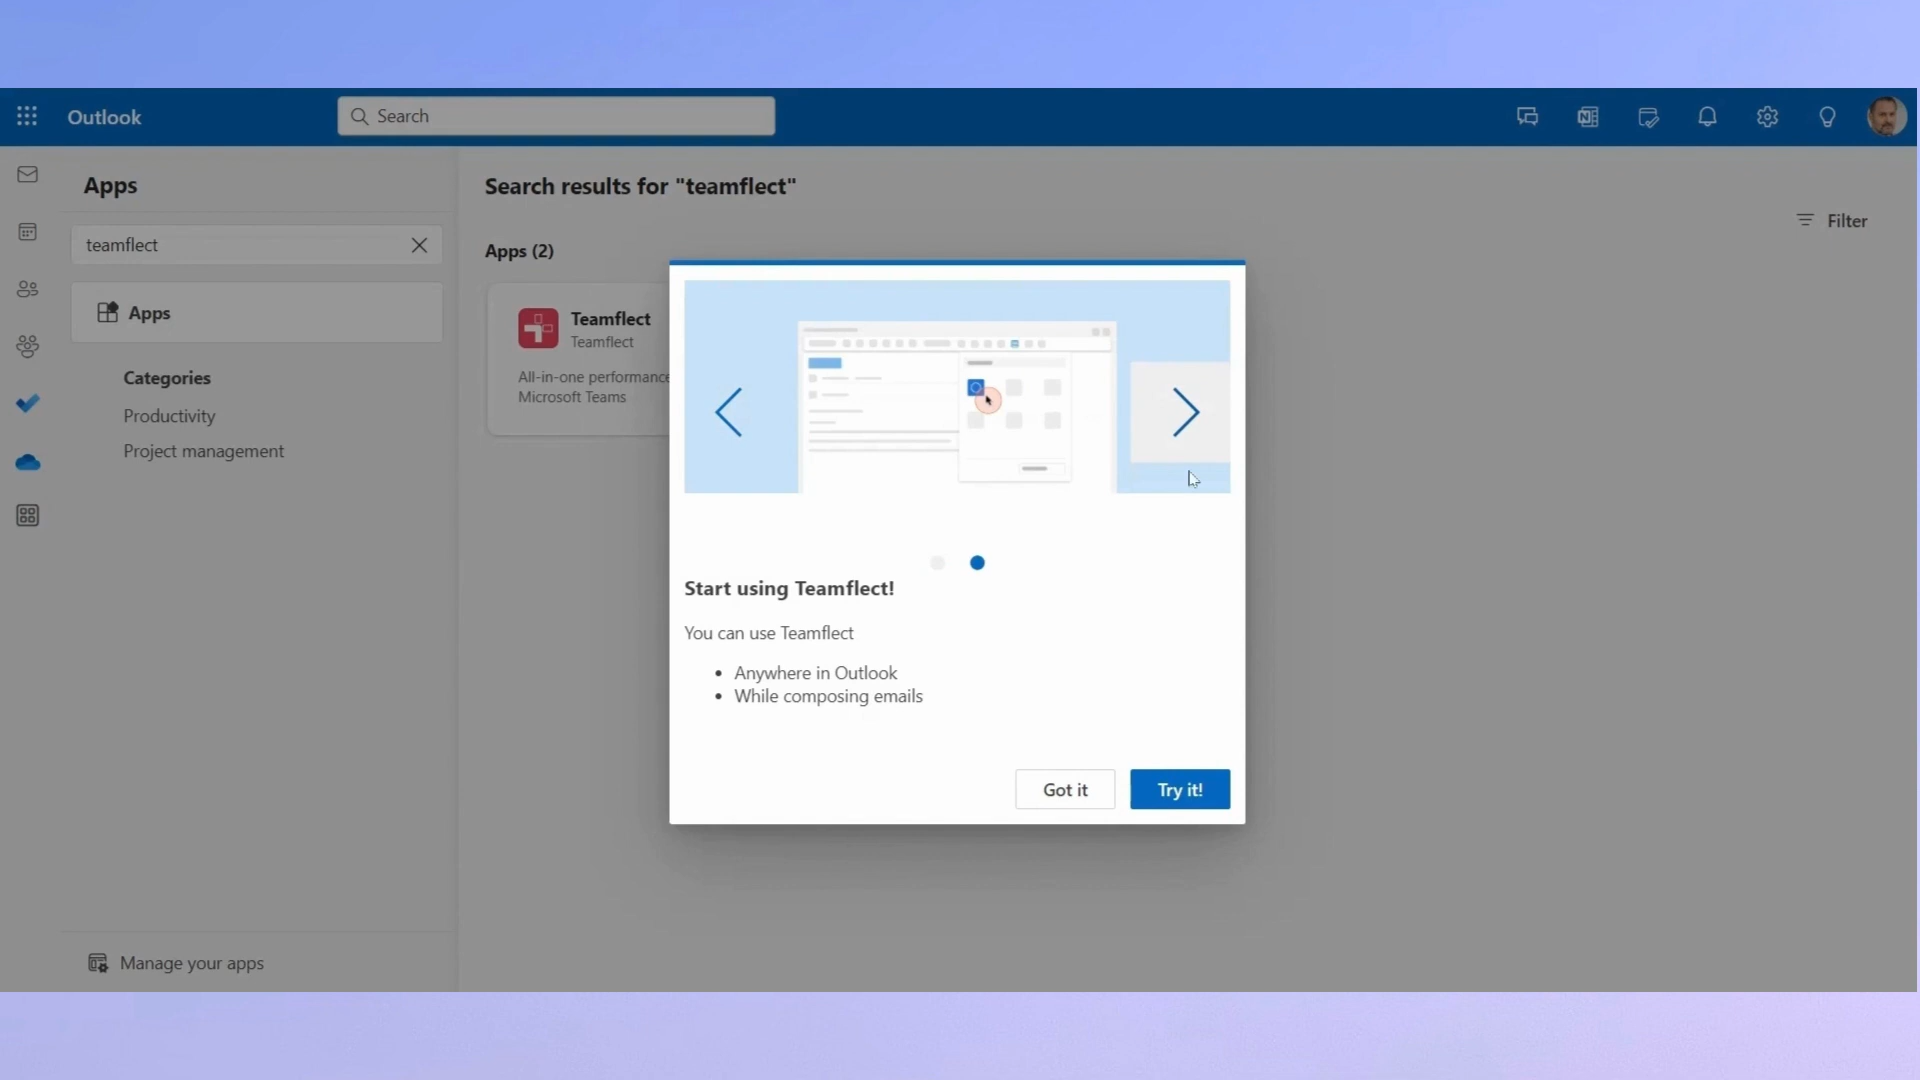 Outlook
Search
Apps
teamflect
Apps
Categories
Productivity
Project management
Manage your apps
Search results for "teamflect"
Filter
Apps (2)
Teamflect
Teamflect
All-in-one performance
Microsoft Teams
Start using Teamflect!
You can use Teamflect
• Anywhere in Outlook
• While composing emails
Got it
Try it!